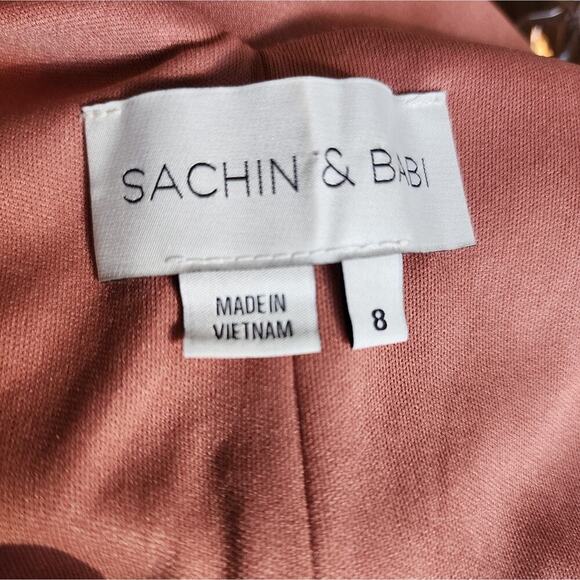 SACHIN & BABI
MADE IN
VIETNAM
8